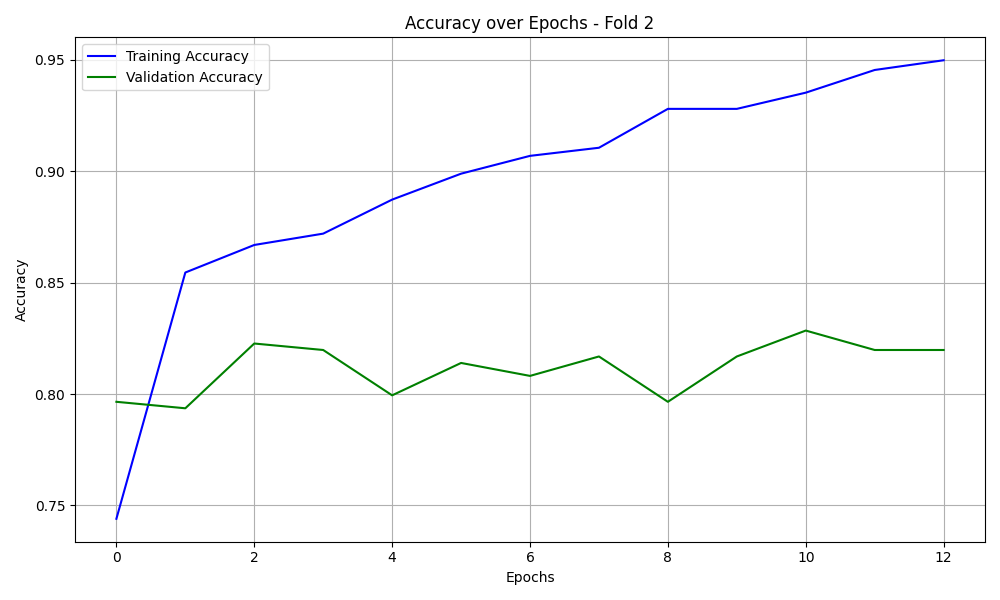 Accuracy over Epochs - Fold 2
Training Accuracy
Validation Accuracy
0.95
0.90
0.85
0.80
0.75
Accuracy
0 2 4 6 8 10 12
Epochs